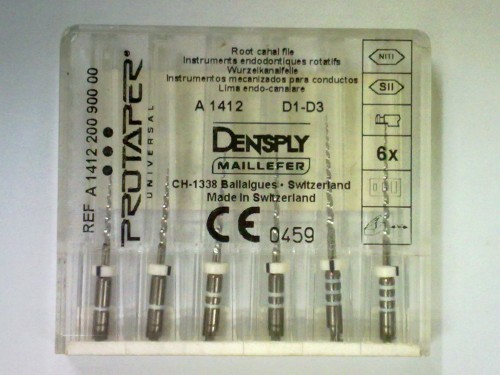 Root canal file
Instruments endodontiques rotatifs
Wurzelkanalfeile
Instrumentos mecanizados para conductos
Lima endo-canalare
A 1412 D1-D3
DENTSPLY
MAILLEFER
CH-1338 Ballaigues • Switzerland
Made in Switzerland
CE 0459
REF A 1412 200 900 00
PROTAPER®
UNIVERSAL
NiTi
SII
6x